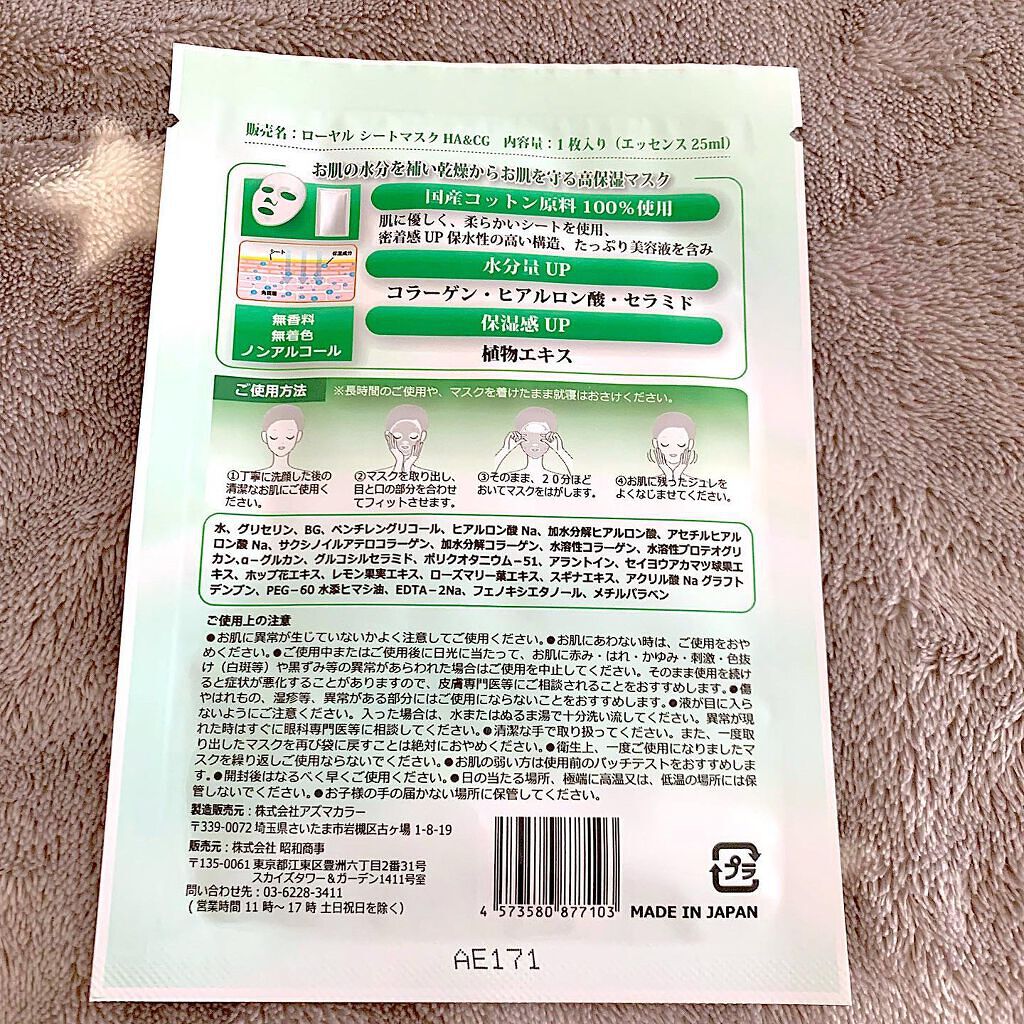 販売名：ローヤル シートマスク HA&CG 内容量：1枚入り（エッセンス 25ml）
お肌の水分を補い乾燥からお肌を守る高保湿マスク
国産コットン原料 100％使用
肌に優しく、柔らかいシートを使用、
密着感 UP 保水性の高い構造、たっぷり美容液を含み
シート
保湿成分
角質層
水分量 UP
コラーゲン・ヒアルロン酸・セラミド
無香料
無着色
ノンアルコール
保湿感 UP
植物エキス
ご使用方法 ※長時間のご使用や、マスクを着けたまま就寝はおさけください。
①丁寧に洗顔した後の
清潔なお肌にご使用く
ださい。
②マスクを取り出し、
目と口の部分を合わせ
てフィットさせます。
③そのまま、２０分ほど
おいてマスクをはがします。
④お肌に残ったジュレを
よくなじませてください。
水、グリセリン、BG、ペンチレングリコール、ヒアルロン酸 Na、加水分解ヒアルロン酸、アセチルヒアル
ロン酸 Na、サクシノイルアテロコラーゲン、加水分解コラーゲン、水溶性コラーゲン、水溶性プロテオグリ
カン、α－グルカン、グルコシルセラミド、ポリクオタニウム－51、アラントイン、セイヨウアカマツ球果エ
キス、ホップ花エキス、レモン果実エキス、ローズマリー葉エキス、スギナエキス、アクリル酸 Na グラフト
デンプン、PEG－60 水添ヒマシ油、EDTA－2Na、フェノキシエタノール、メチルパラベン
ご使用上の注意
●お肌に異常が生じていないかよく注意してご使用ください。●お肌にあわない時は、ご使用をおや
めください。●ご使用中またはご使用後に日光に当たって、お肌に赤み・はれ・かゆみ・刺激・色抜
け（白斑等）や黒ずみ等の異常があらわれた場合はご使用を中止してください。そのまま使用を続け
ると症状が悪化することがありますので、皮膚専門医等にご相談されることをおすすめします。●傷
やはれもの、湿疹等、異常がある部分にはご使用にならないことをおすすめします。●液が目に入ら
ないようにご注意ください。入った場合は、水またはぬるま湯で十分洗い流してください。異常が現
れた時はすぐに眼科専門医等に相談してください。●清潔な手で取り扱ってください。また、一度取
り出したマスクを再び袋に戻すことは絶対におやめください。●衛生上、一度ご使用になりましたマ
スクを繰り返しご使用ならないでください。●お肌の弱い方は使用前のパッチテストをおすすめしま
す。●開封後はなるべく早くご使用ください。●日の当たる場所、極端に高温又は、低温の場所には保
管しないでください。●お子様の手の届かない場所に保管してください。
製造販売元：株式会社アズマカラー
〒339-0072 埼玉県さいたま市岩槻区古ヶ場 1-8-19
販売元：株式会社 昭和商事
〒135-0061 東京都江東区豊洲六丁目2番31号
スカイズタワー＆ガーデン1411号室
問い合わせ先：03-6228-3411
（営業時間 11 時～ 17 時 土日祝日を除く）
4 573580 877103
プラ
MADE IN JAPAN
AE171